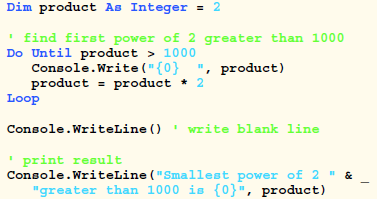 Dim product As Integer = 2
' find first power of 2 greater than 1000
Do Until product > 1000
Console.Write("{0}  ", product)
product = product * 2
Loop
Console.WriteLine() ' write blank line
' print result
Console.WriteLine("Smallest power of 2 " & _
"greater than 1000 is {0}", product)